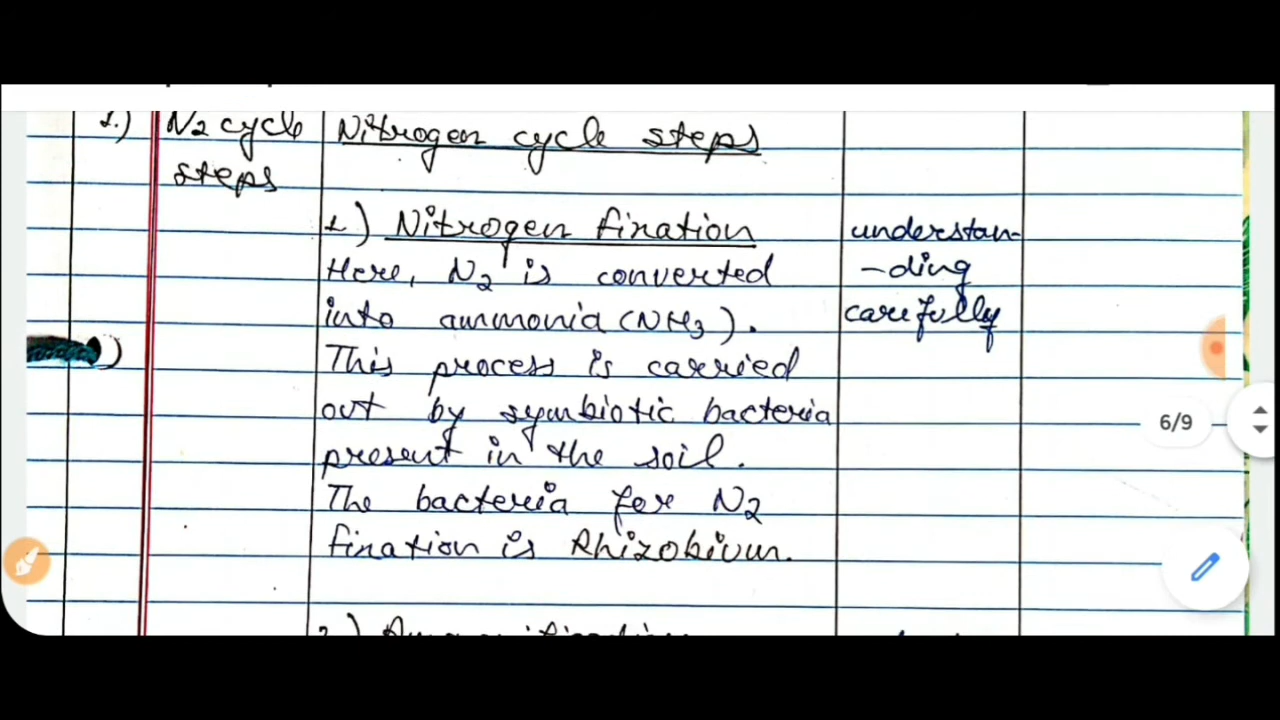 1.) N2 cycle steps
Nitrogen cycle steps
1.) Nitrogen fixation
Here, N2 is converted
into ammonia (NH3).
This process is carried
out by symbiotic bacteria
present in the soil.
The bacteria for N2
fixation is Rhizobium.
understan-
-ding
carefully
6/9